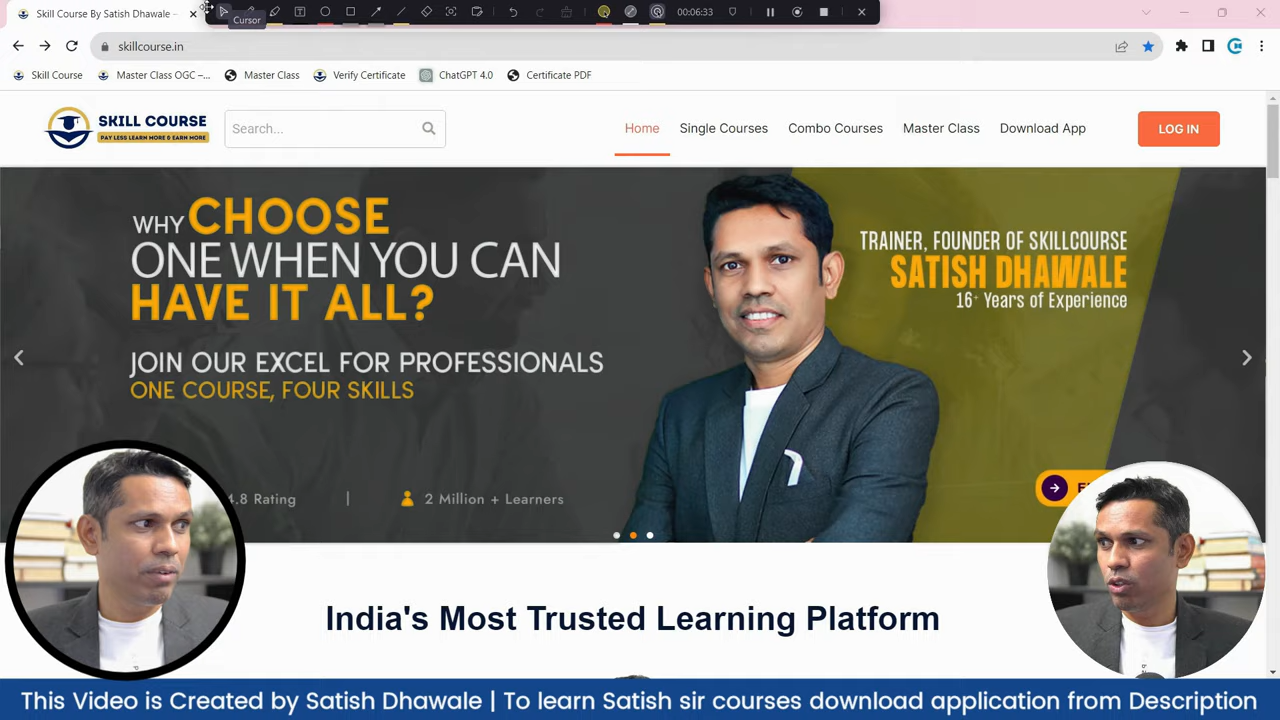 Skill Course By Satish Dhawale –
00:06:33
Cursor
skillcourse.in
Skill Course
Master Class OGC –...
Master Class
Verify Certificate
ChatGPT 4.0
Certificate PDF
SKILL COURSE
PAY LESS LEARN MORE & EARN MORE
Search...
Home
Single Courses
Master Class
Download App
LOG IN
WHY CHOOSE
ONE WHEN YOU CAN
HAVE IT ALL?
JOIN OUR EXCEL FOR PROFESSIONALS
ONE COURSE, FOUR SKILLS
TRAINER, FOUNDER OF SKILLCOURSE
SATISH DHAWALE
16+ Years of Experience
4.8 Rating | 2 Million + Learners
India's Most Trusted Learning Platform
This Video is Created by Satish Dhawale | To learn Satish sir courses download application from Description